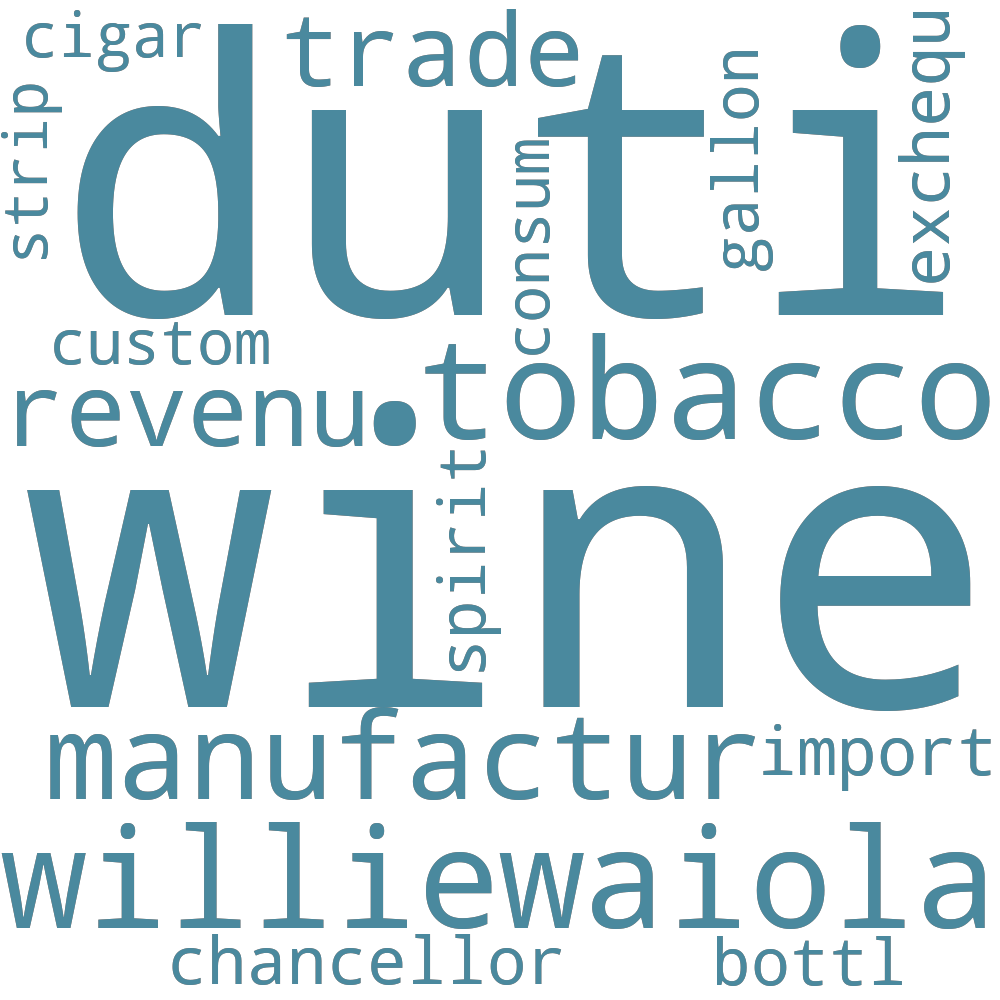 cigar
trade
duti
strip
consum
gallon
exchequ
custom
revenu
tobacco
wine
spirit
manufactur
import
williewaiola
chancellor
bottl